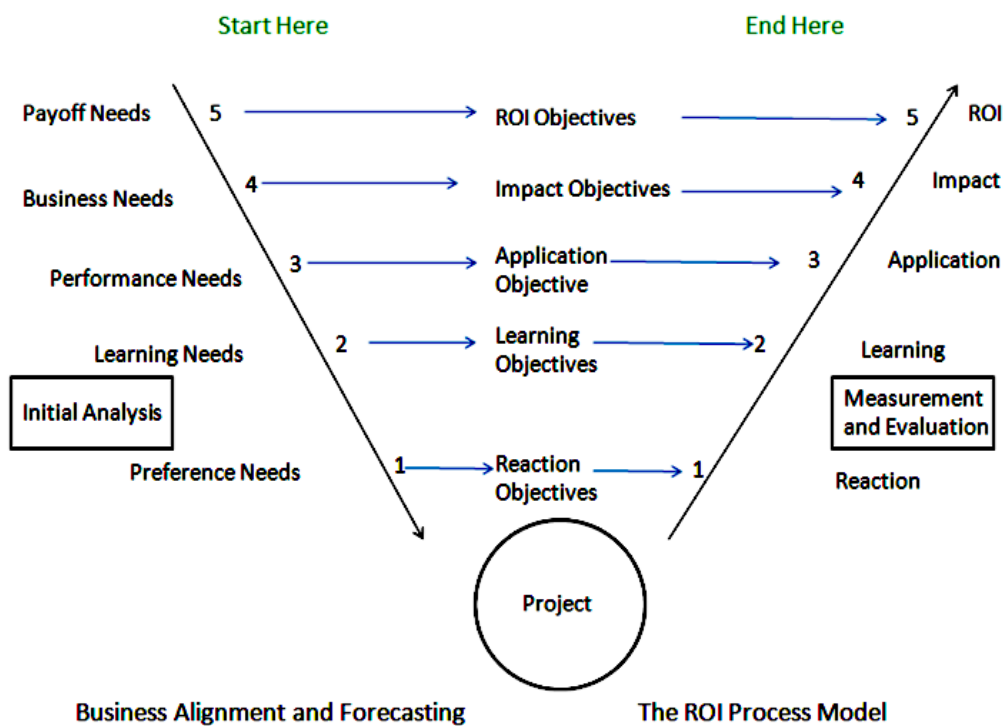 Start Here
End Here
Payoff Needs
5
ROI Objectives
5
ROI
Business Needs
4
Impact Objectives
4
Impact
Performance Needs
3
Application
Objective
3
Application
Learning Needs
2
Learning
Objectives
2
Learning
Initial Analysis
Measurement
and Evaluation
Preference Needs
1
Reaction
Objectives
1
Reaction
Project
Business Alignment and Forecasting
The ROI Process Model